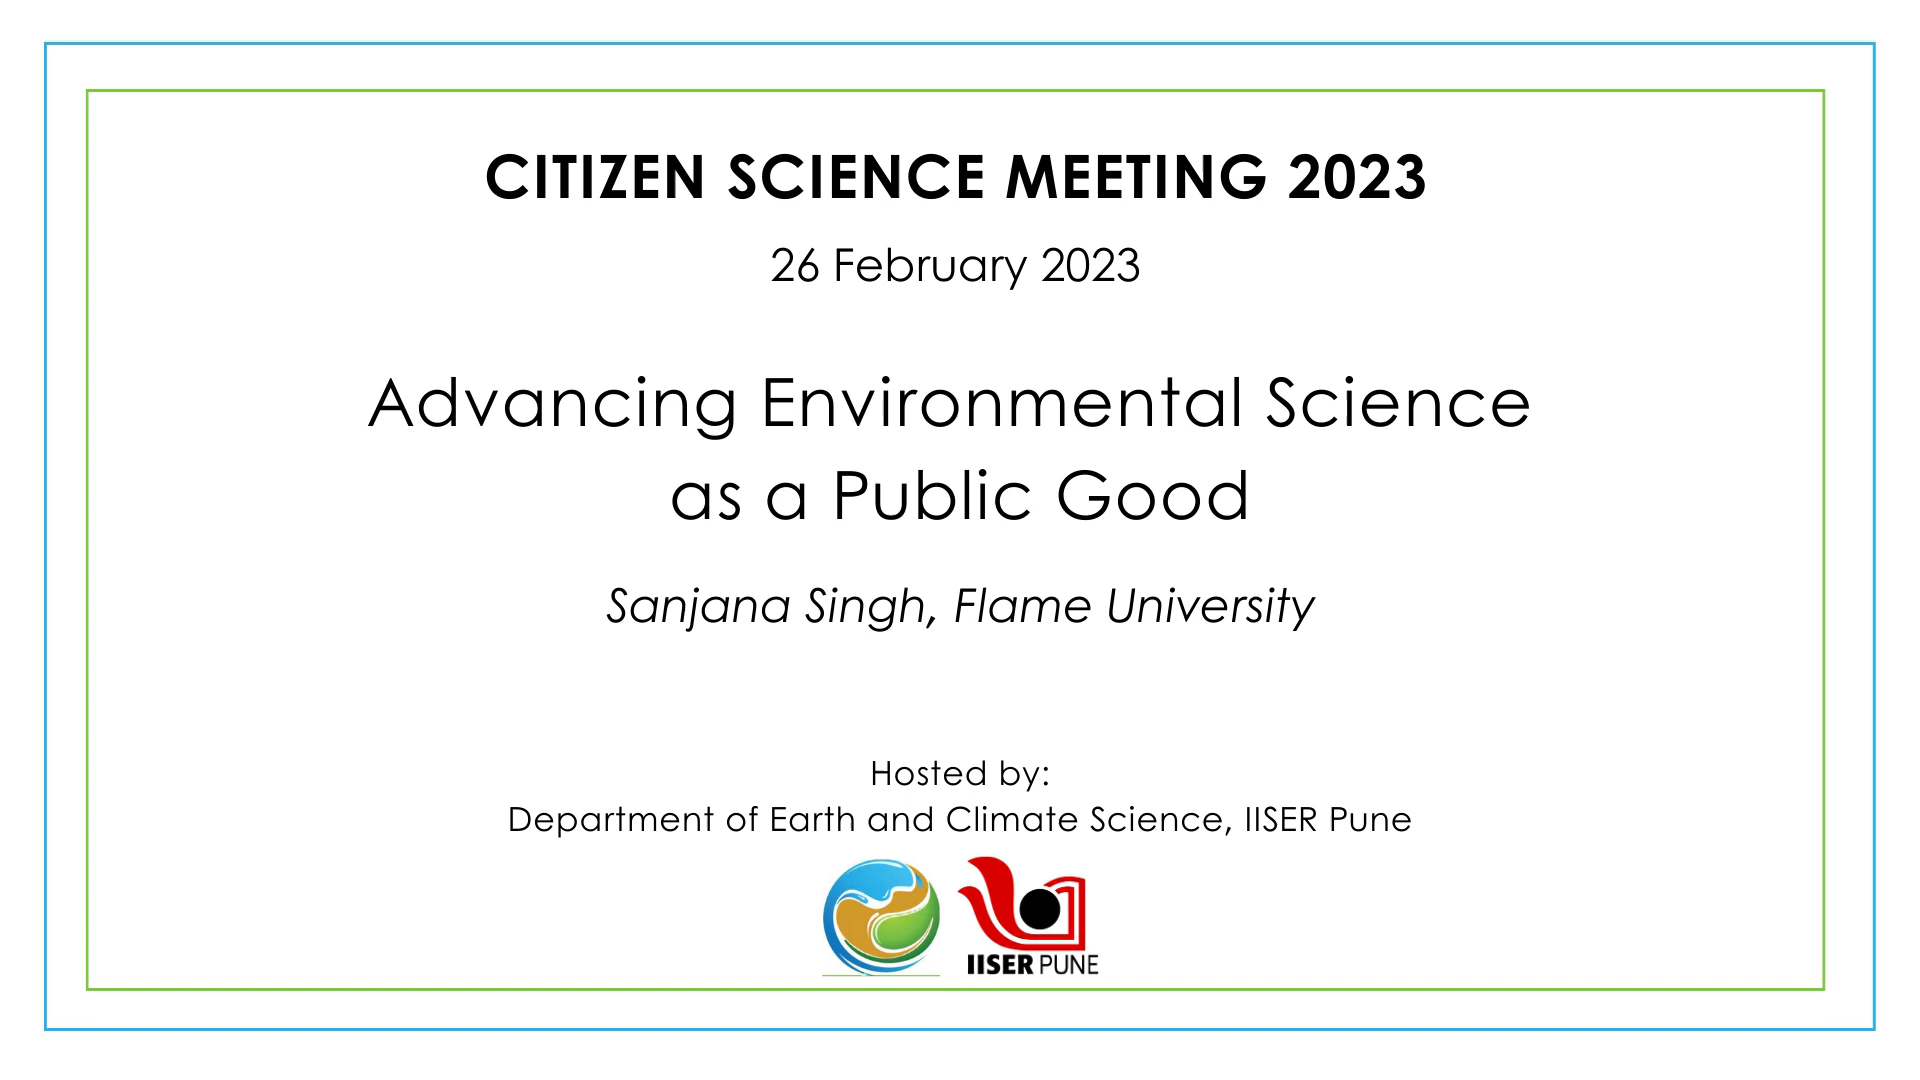 CITIZEN SCIENCE MEETING 2023
26 February 2023
Advancing Environmental Science
as a Public Good
Sanjana Singh, Flame University
Hosted by:
Department of Earth and Climate Science, IISER Pune
IISER PUNE